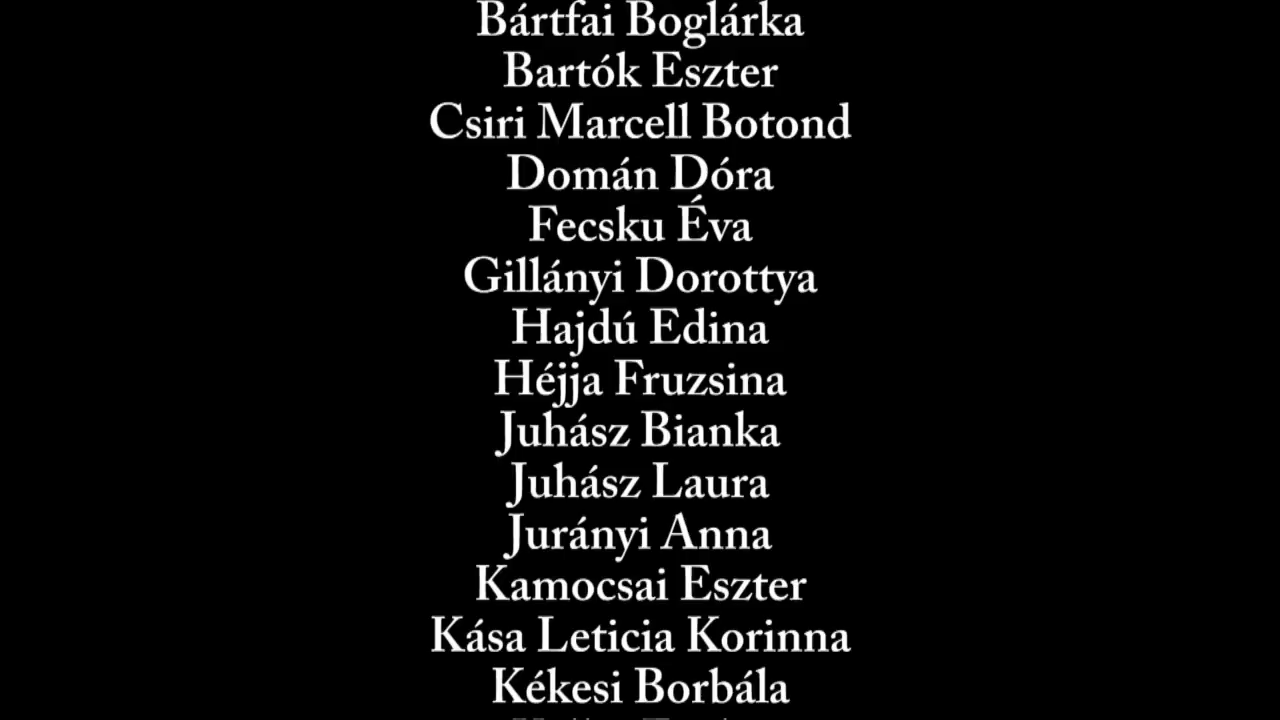 Bártfai Boglárka
Bartók Eszter
Csiri Marcell Botond
Domán Dóra
Fecsku Éva
Gillányi Dorottya
Hajdú Edina
Héjja Fruzsina
Juhász Bianka
Juhász Laura
Jurányi Anna
Kamocsai Eszter
Kása Leticia Korinna
Kékesi Borbála